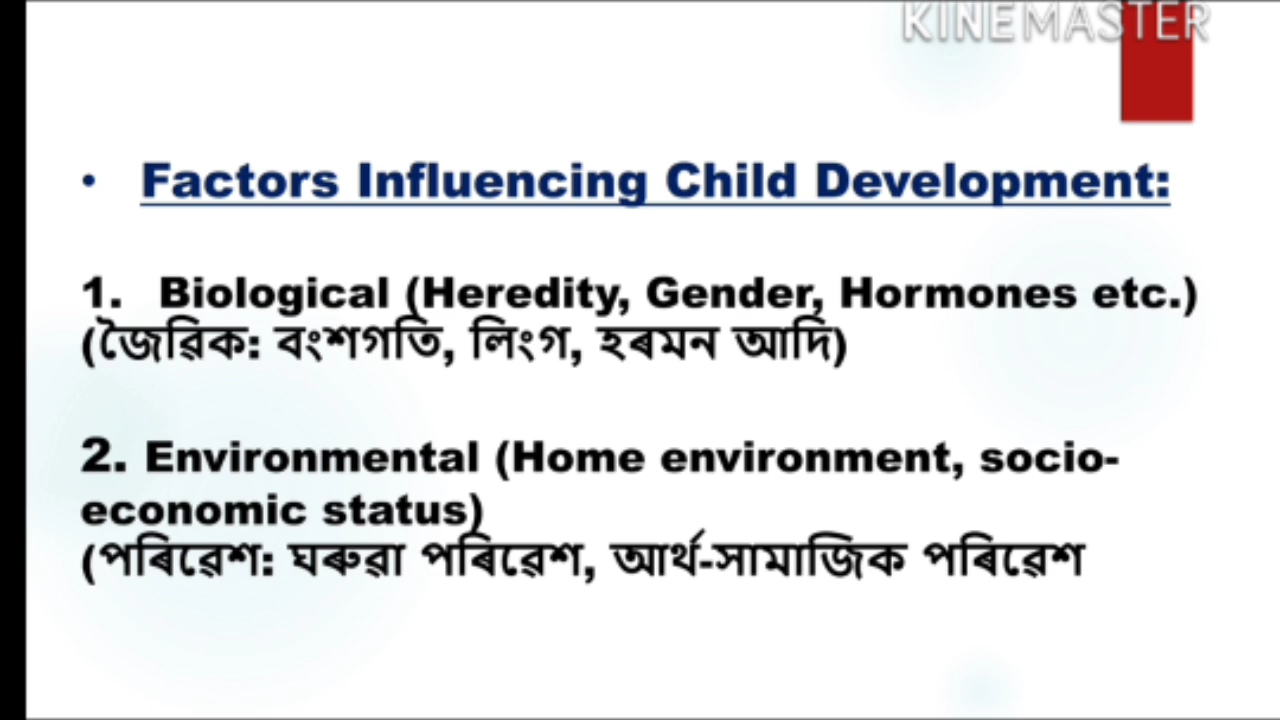 KINEMASTER
• Factors Influencing Child Development:
1. Biological (Heredity, Gender, Hormones etc.)
(জৈৱিক: বংশগতি, লিংগ, হৰমন আদি)
2. Environmental (Home environment, socio-
economic status)
(পৰিৱেশ: ঘৰুৱা পৰিৱেশ, আৰ্থ-সামাজিক পৰিৱেশ